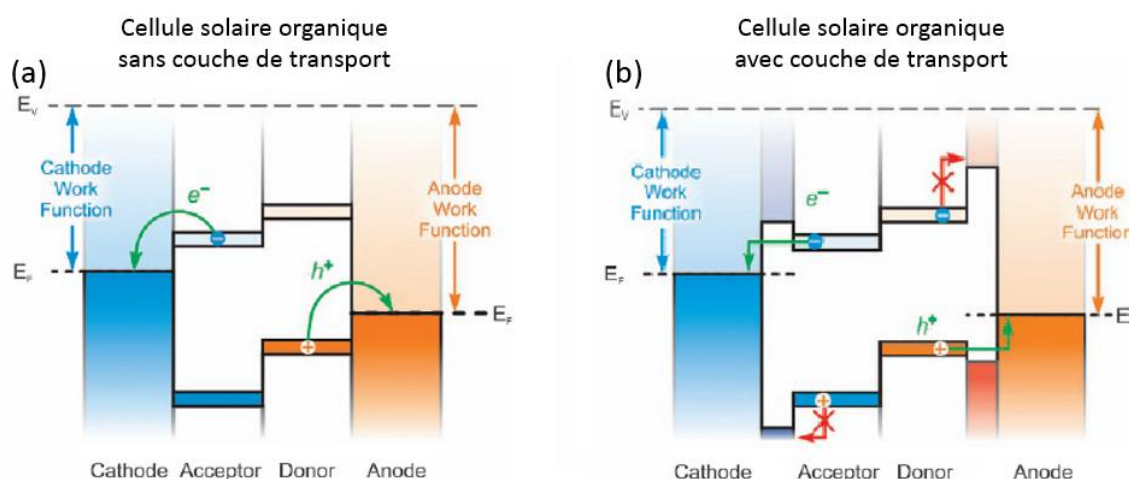 Cellule solaire organique
sans couche de transport
(a)
E_V
Cathode
Work
Function
e⁻
Anode
Work
Function
E_F
h⁺
E_F
Cathode Acceptor Donor Anode
Cellule solaire organique
avec couche de transport
(b)
E_V
Cathode
Work
Function
e⁻
Anode
Work
Function
E_F
h⁺
E
Cathode Acceptor Donor Anode